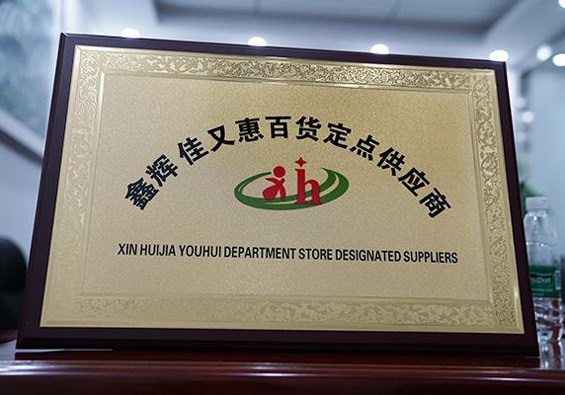 鑫辉佳又惠百货定点供应商
xh
XIN HUIJIA YOUHUI DEPARTMENT STORE DESIGNATED SUPPLIERS